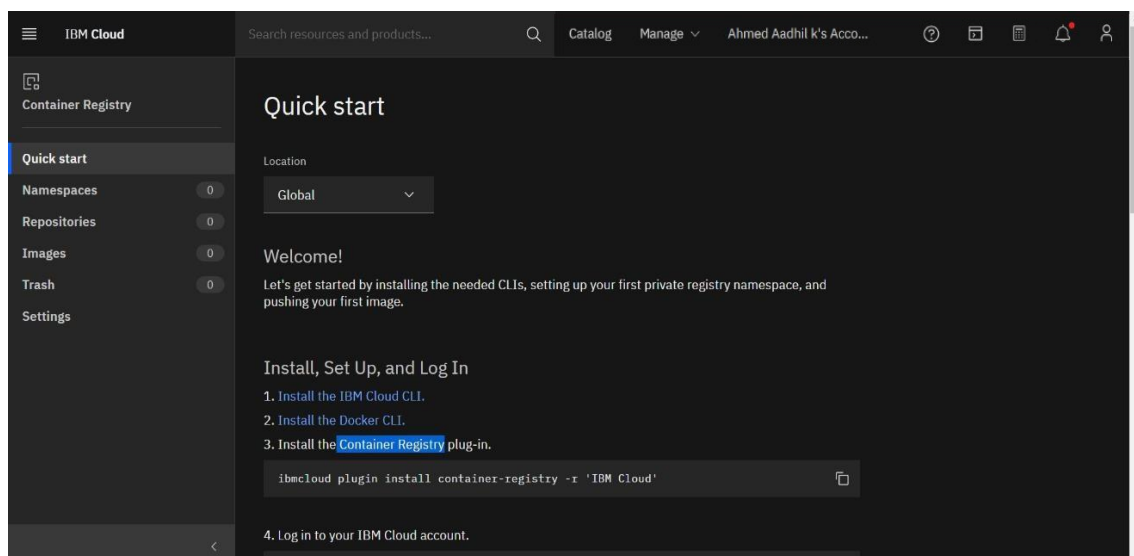 IBM Cloud
Search resources and products...
Catalog
Manage
Ahmed Aadhil k's Acco...
Container Registry
Quick start
Namespaces 0
Repositories 0
Images 0
Trash 0
Settings
Quick start
Location
Global
Welcome!
Let's get started by installing the needed CLIs, setting up your first private registry namespace, and
pushing your first image.
Install, Set Up, and Log In
1. Install the IBM Cloud CLI.
2. Install the Docker CLI.
3. Install the Container Registry plug-in.
ibmcloud plugin install container-registry -r 'IBM Cloud'
4. Log in to your IBM Cloud account.